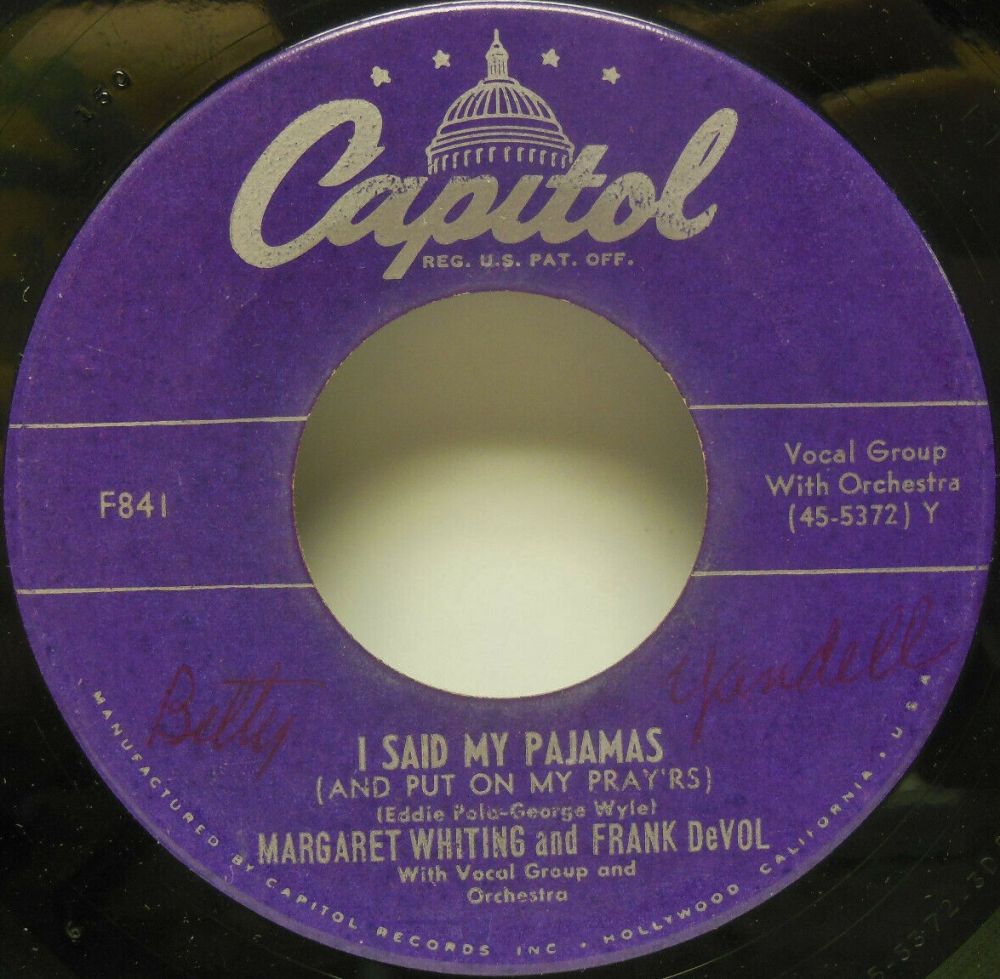 150
Capitol
REG. U.S. PAT. OFF.
F841
Vocal Group
With Orchestra
(45-5372) Y
Betty Yandell
I SAID MY PAJAMAS
(AND PUT ON MY PRAY'RS)
(Eddie Pola-George Wyle)
MARGARET WHITING and FRANK DeVOL
With Vocal Group and
Orchestra
MANUFACTURED BY CAPITOL RECORDS INC • HOLLYWOOD CALIFORNIA, U S A
6